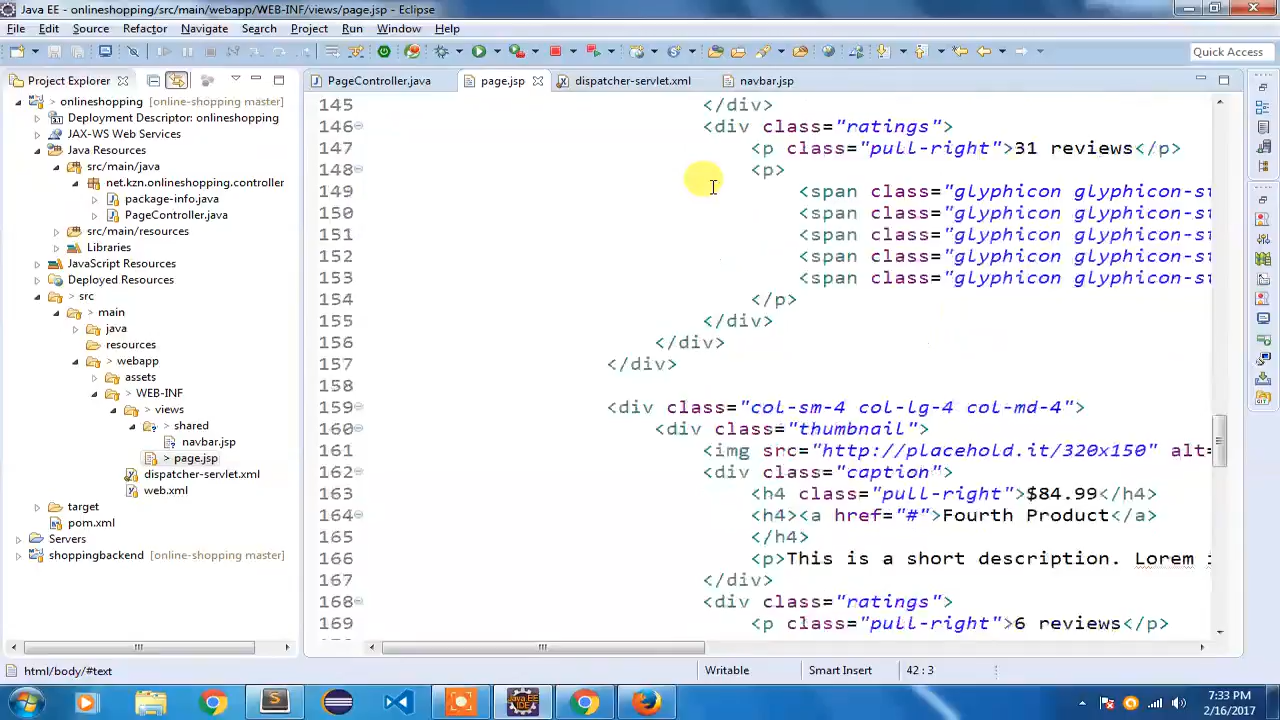 Java EE - onlineshopping/src/main/webapp/WEB-INF/views/page.jsp - Eclipse
File Edit Source Refactor Navigate Search Project Run Window Help
Quick Access
Project Explorer
PageController.java
page.jsp
dispatcher-servlet.xml
navbar.jsp
> onlineshopping [online-shopping master]
Deployment Descriptor: onlineshopping
JAX-WS Web Services
Java Resources
src/main/java
net.kzn.onlineshopping.controller
package-info.java
PageController.java
src/main/resources
Libraries
JavaScript Resources
Deployed Resources
> src
> main
java
resources
> webapp
assets
> WEB-INF
> views
> shared
navbar.jsp
> page.jsp
dispatcher-servlet.xml
web.xml
target
pom.xml
Servers
shoppingbackend [online-shopping master]
145 </div>
146 <div class="ratings">
147 <p class="pull-right">31 reviews</p>
148 <p>
149 <span class="glyphicon glyphicon-st
150 <span class="glyphicon glyphicon-st
151 <span class="glyphicon glyphicon-st
152 <span class="glyphicon glyphicon-st
153 <span class="glyphicon glyphicon-st
154 </p>
155 </div>
156 </div>
157 </div>
158
159 <div class="col-sm-4 col-lg-4 col-md-4">
160 <div class="thumbnail">
161 <img src="http://placehold.it/320x150" alt=
162 <div class="caption">
163 <h4 class="pull-right">$84.99</h4>
164 <h4><a href="#">Fourth Product</a>
165 </h4>
166 <p>This is a short description. Lorem i
167 </div>
168 <div class="ratings">
169 <p class="pull-right">6 reviews</p>
html/body/#text
Writable
Smart Insert
42 : 3
7:33 PM
2/16/2017